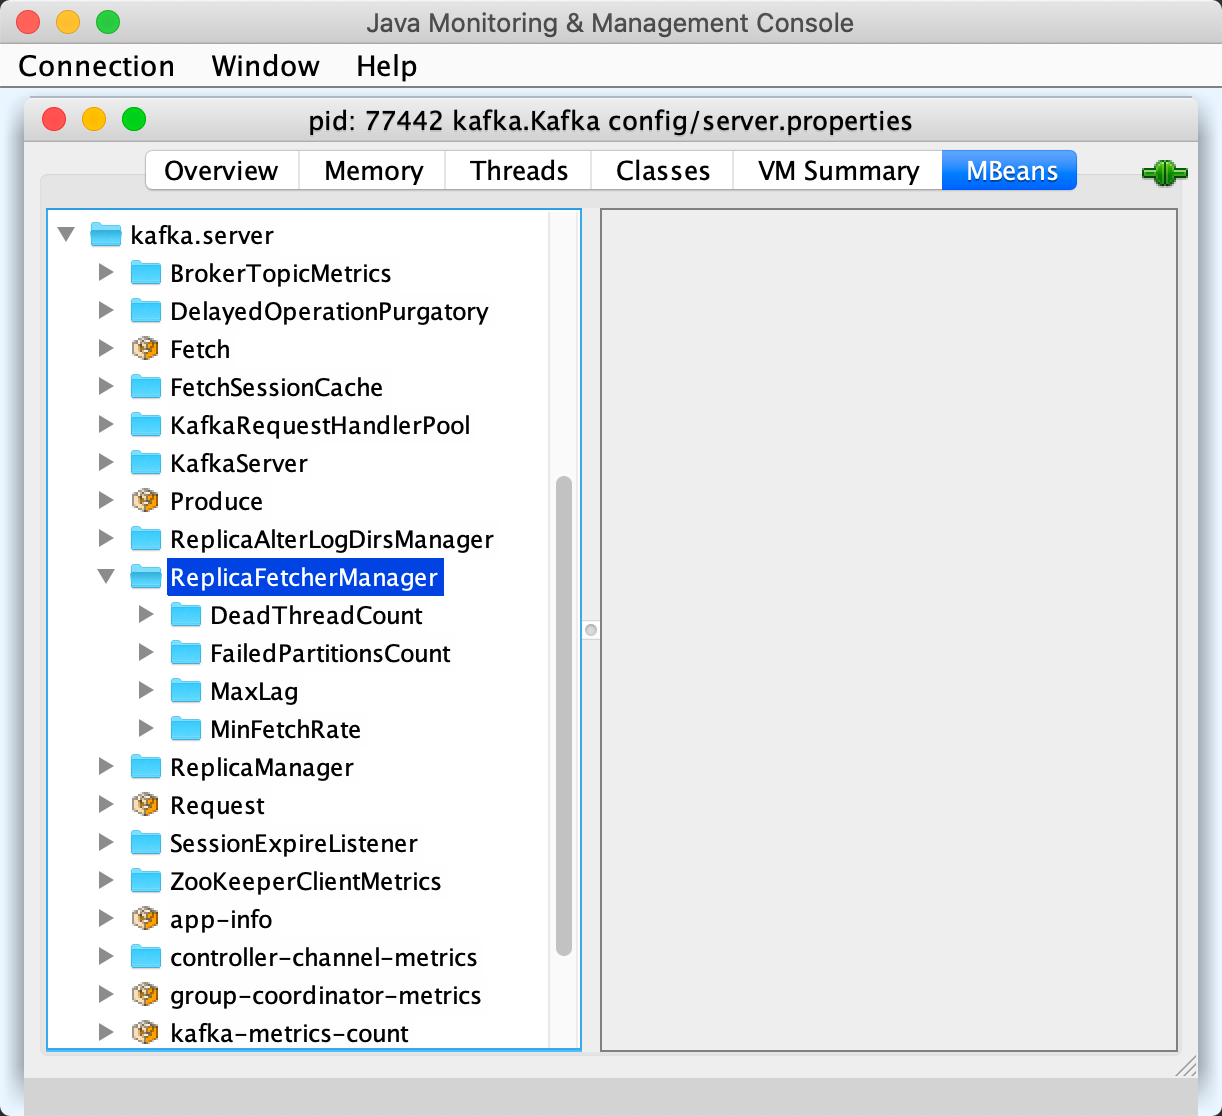 Java Monitoring & Management Console
Connection Window Help
pid: 77442 kafka.Kafka config/server.properties
Overview Memory Threads Classes VM Summary MBeans
kafka.server
BrokerTopicMetrics
DelayedOperationPurgatory
Fetch
FetchSessionCache
KafkaRequestHandlerPool
KafkaServer
Produce
ReplicaAlterLogDirsManager
ReplicaFetcherManager
DeadThreadCount
FailedPartitionsCount
MaxLag
MinFetchRate
ReplicaManager
Request
SessionExpireListener
ZooKeeperClientMetrics
app-info
controller-channel-metrics
group-coordinator-metrics
kafka-metrics-count